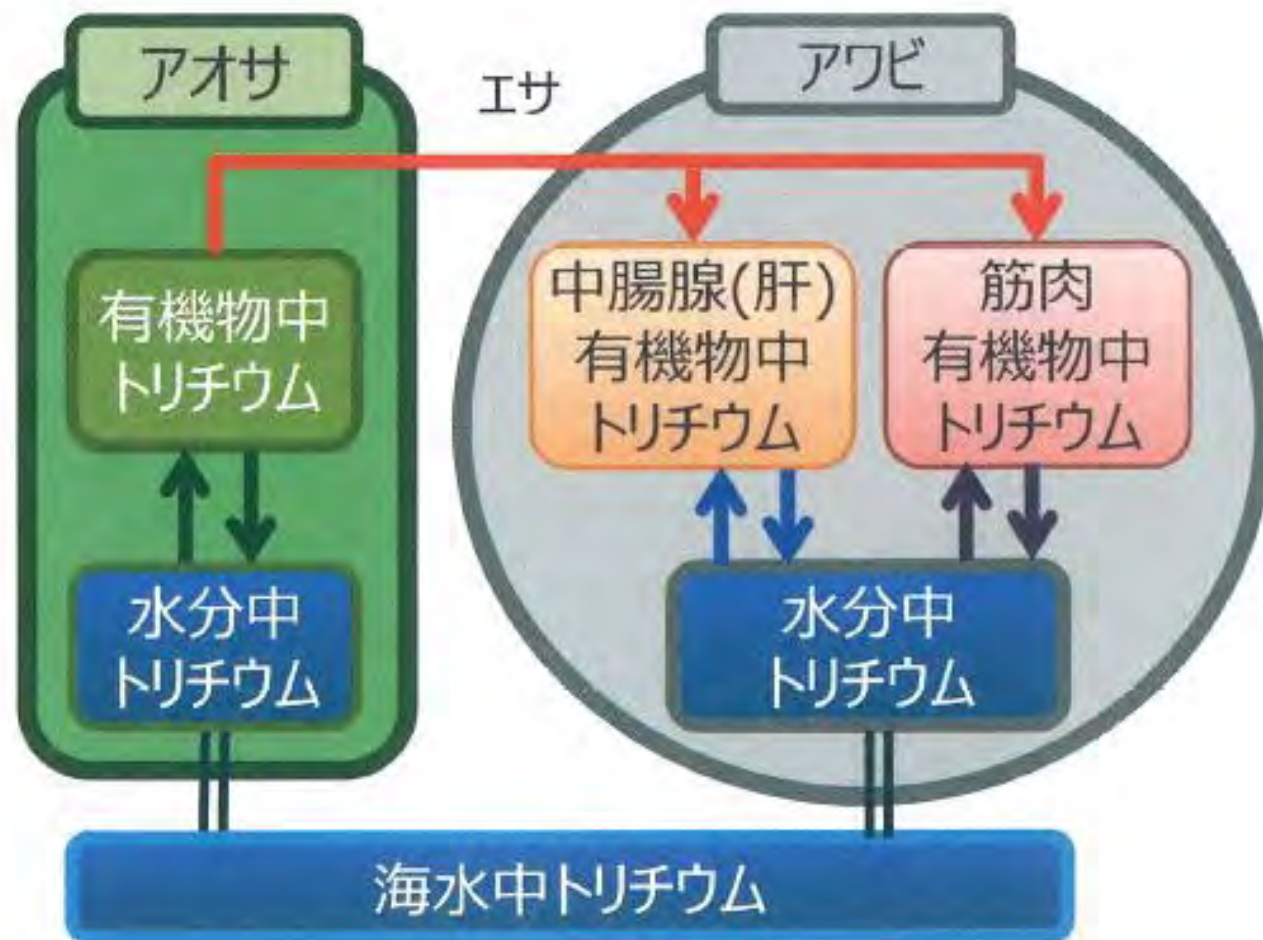 アオサ
エサ
アワビ
有機物中
トリチウム
中腸腺(肝)
有機物中
トリチウム
筋肉
有機物中
トリチウム
水分中
トリチウム
水分中
トリチウム
海水中トリチウム